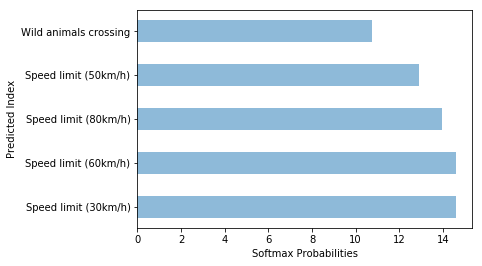 Wild animals crossing
Speed limit (50km/h)
Speed limit (80km/h)
Speed limit (60km/h)
Speed limit (30km/h)
Predicted Index
0 2 4 6 8 10 12 14
Softmax Probabilities